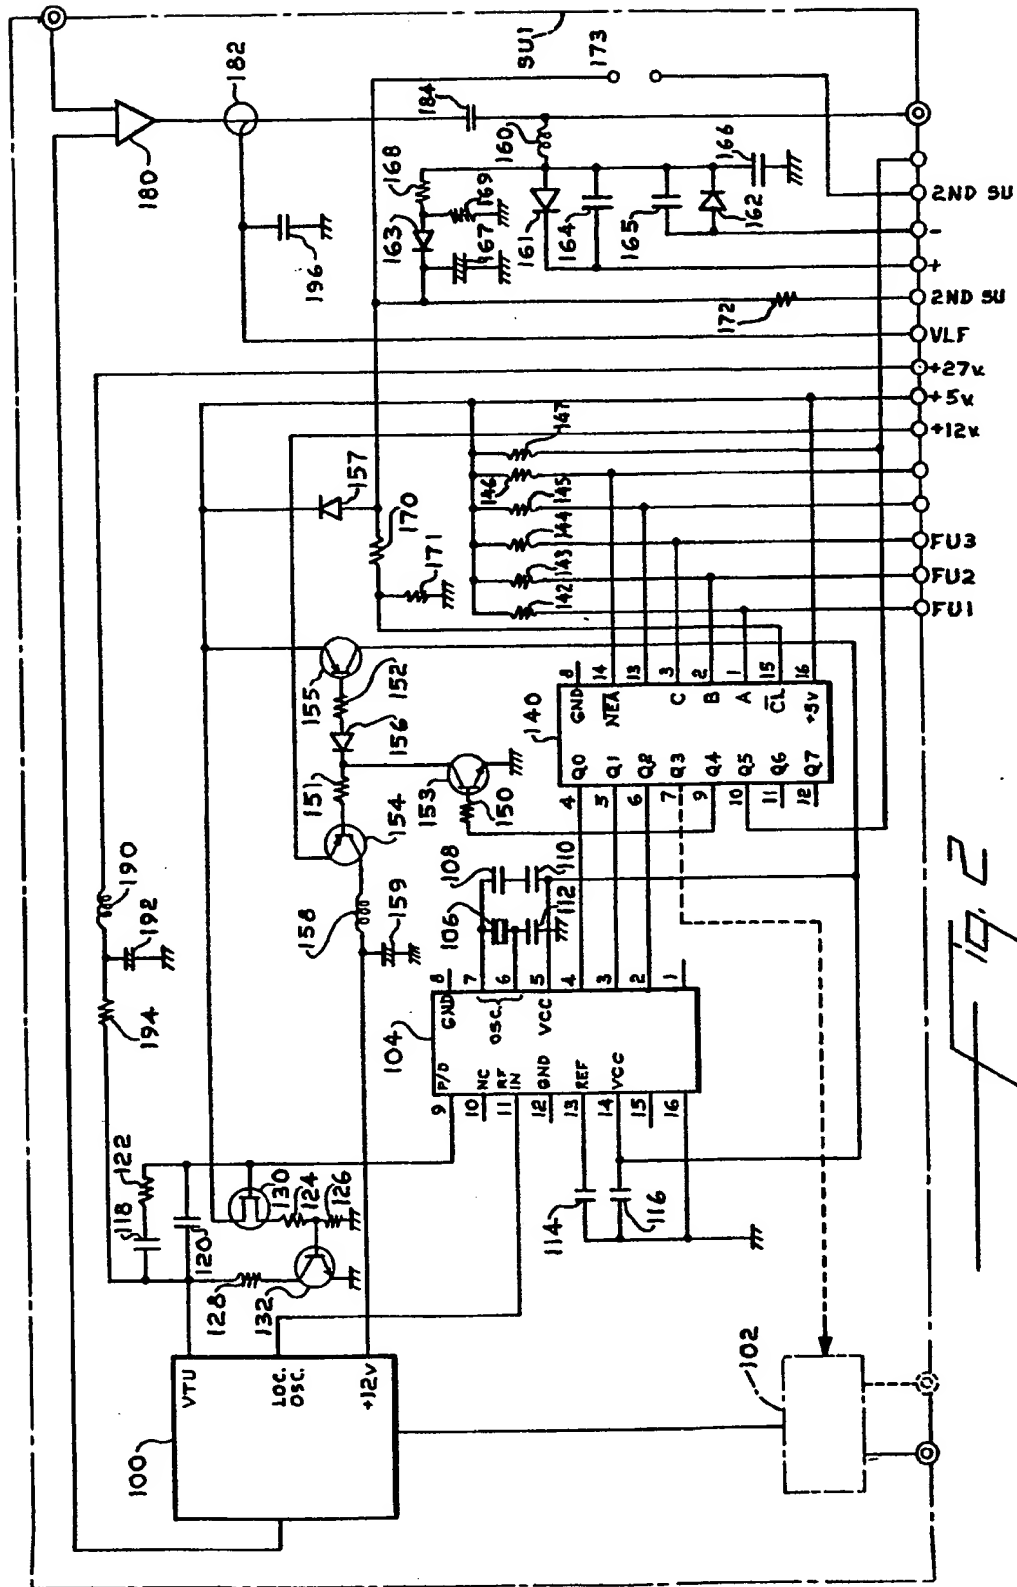 SU1
173
182
180
184
160
168
169
166
163
167
161
164
165
162
196
172
2ND SU
-
+
2ND SU
VLF
+27V
+5V
+12V
FU3
FU2
FU1
157
170
171
147
146
145
144
143
142
155
152
156
151
154
153
150
158
159
190
192
194
140
GND 8
NEA 14
13
C 3
B 2
A 1
CL 15
+5V 16
4 Q0
5 Q1
6 Q2
7 Q3
9 Q4
10 Q5
11 Q6
12 Q7
108
110
106
112
104
GND 8
7
OSC.
6
VCC 5
4
3
2
1
9 P/D
10 NC
11 RF IN
12 GND
13 REF
14 VCC
15
16
114
116
122
118
120
130
124
126
128
132
100
VTU
LOC. OSC.
+12V
102
Fig. 2